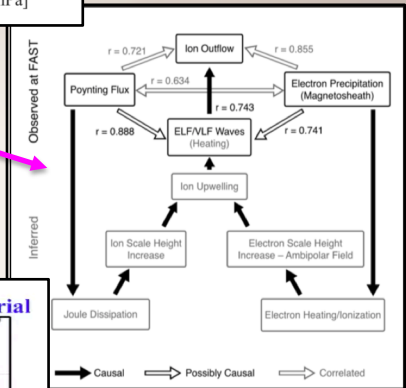 Observed at FAST
Inferred
Ion Outflow
r = 0.721
r = 0.855
Poynting Flux
r = 0.634
Electron Precipitation
(Magnetosheath)
r = 0.743
r = 0.888
ELF/VLF Waves
(Heating)
r = 0.741
Ion Upwelling
Ion Scale Height
Increase
Electron Scale Height
Increase – Ambipolar Field
Joule Dissipation
Electron Heating/Ionization
Causal
Possibly Causal
Correlated